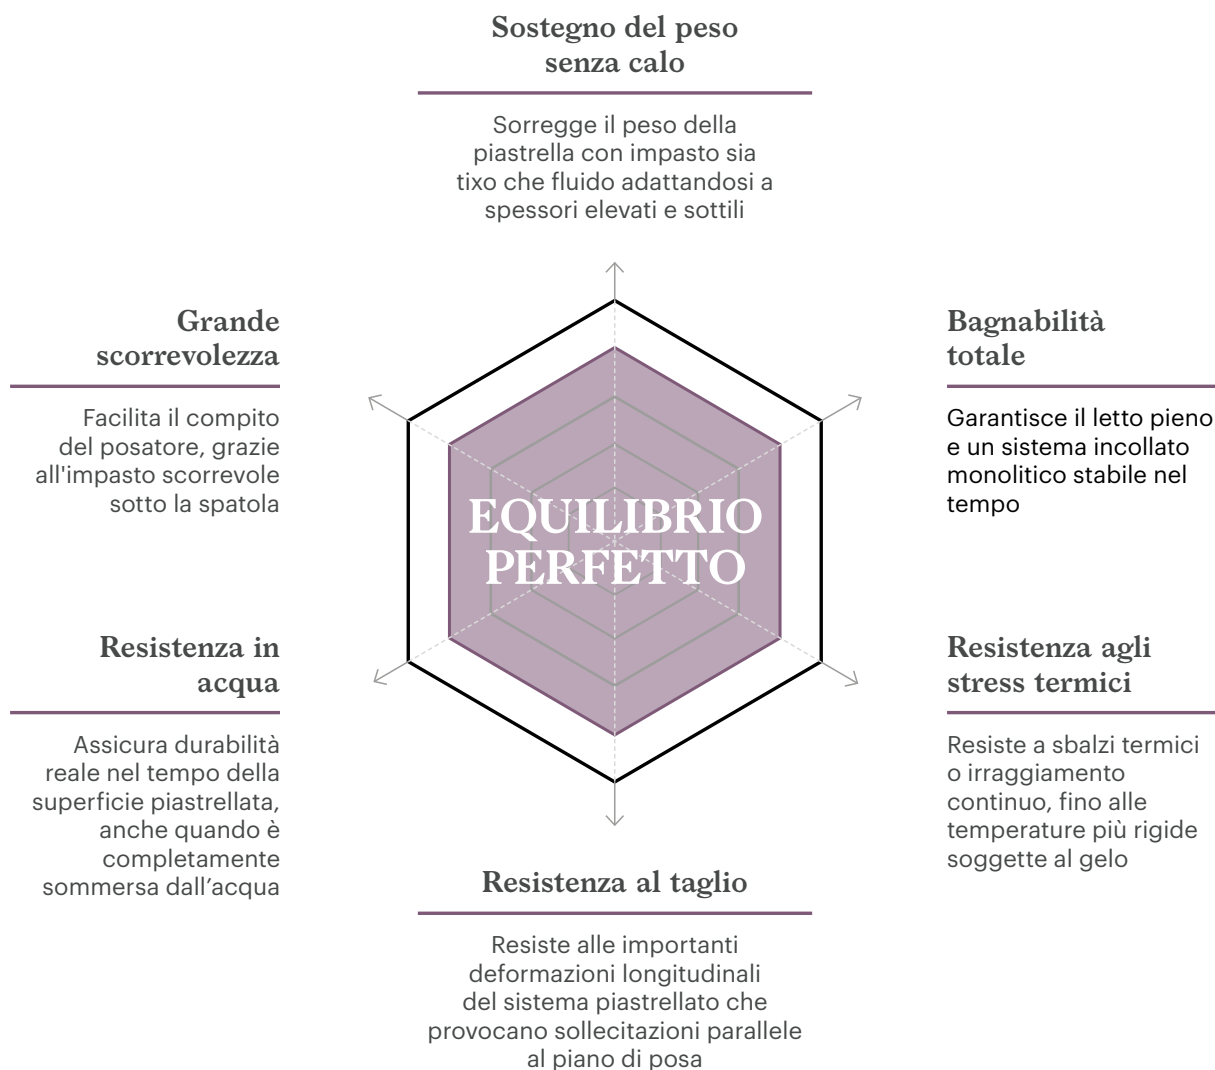 Sostegno del peso
senza calo
Sorregge il peso della
piastrella con impasto sia
tixo che fluido adattandosi a
spessori elevati e sottili
Grande
scorrevolezza
Facilita il compito
del posatore, grazie
all'impasto scorrevole
sotto la spatola
Bagnabilità
totale
Garantisce il letto pieno
e un sistema incollato
monolitico stabile nel
tempo
EQUILIBRIO
PERFETTO
Resistenza in
acqua
Assicura durabilità
reale nel tempo della
superficie piastrellata,
anche quando è
completamente
sommersa dall’acqua
Resistenza agli
stress termici
Resiste a sbalzi termici
o irraggiamento
continuo, fino alle
temperature più rigide
soggette al gelo
Resistenza al taglio
Resiste alle importanti
deformazioni longitudinali
del sistema piastrellato che
provocano sollecitazioni parallele
al piano di posa